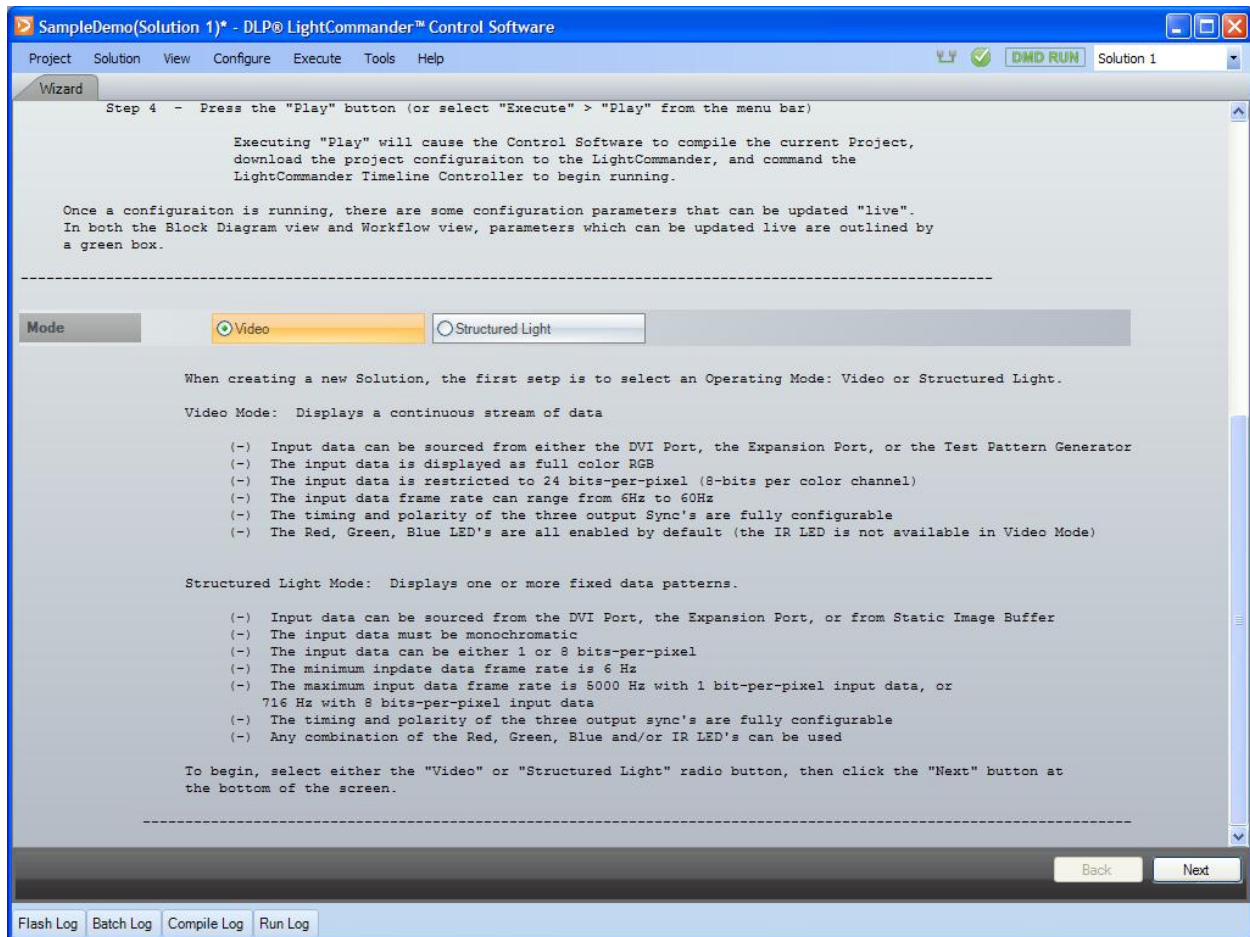 SampleDemo(Solution 1)* - DLP® LightCommander™ Control Software
Project Solution View Configure Execute Tools Help DMD RUN Solution 1
Wizard
Step 4 - Press the "Play" button (or select "Execute" > "Play" from the menu bar)
Executing "Play" will cause the Control Software to compile the current Project,
download the project configuraiton to the LightCommander, and command the
LightCommander Timeline Controller to begin running.
Once a configuraiton is running, there are some configuration parameters that can be updated "live".
In both the Block Diagram view and Workflow view, parameters which can be updated live are outlined by
a green box.
Mode Video Structured Light
When creating a new Solution, the first setp is to select an Operating Mode: Video or Structured Light.
Video Mode: Displays a continuous stream of data
(-) Input data can be sourced from either the DVI Port, the Expansion Port, or the Test Pattern Generator
(-) The input data is displayed as full color RGB
(-) The input data is restricted to 24 bits-per-pixel (8-bits per color channel)
(-) The input data frame rate can range from 6Hz to 60Hz
(-) The timing and polarity of the three output Sync's are fully configurable
(-) The Red, Green, Blue LED's are all enabled by default (the IR LED is not available in Video Mode)
Structured Light Mode: Displays one or more fixed data patterns.
(-) Input data can be sourced from the DVI Port, the Expansion Port, or from Static Image Buffer
(-) The input data must be monochromatic
(-) The input data can be either 1 or 8 bits-per-pixel
(-) The minimum inpdate data frame rate is 6 Hz
(-) The maximum input data frame rate is 5000 Hz with 1 bit-per-pixel input data, or
716 Hz with 8 bits-per-pixel input data
(-) The timing and polarity of the three output sync's are fully configurable
(-) Any combination of the Red, Green, Blue and/or IR LED's can be used
To begin, select either the "Video" or "Structured Light" radio button, then click the "Next" button at
the bottom of the screen.
Back Next
Flash Log Batch Log Compile Log Run Log